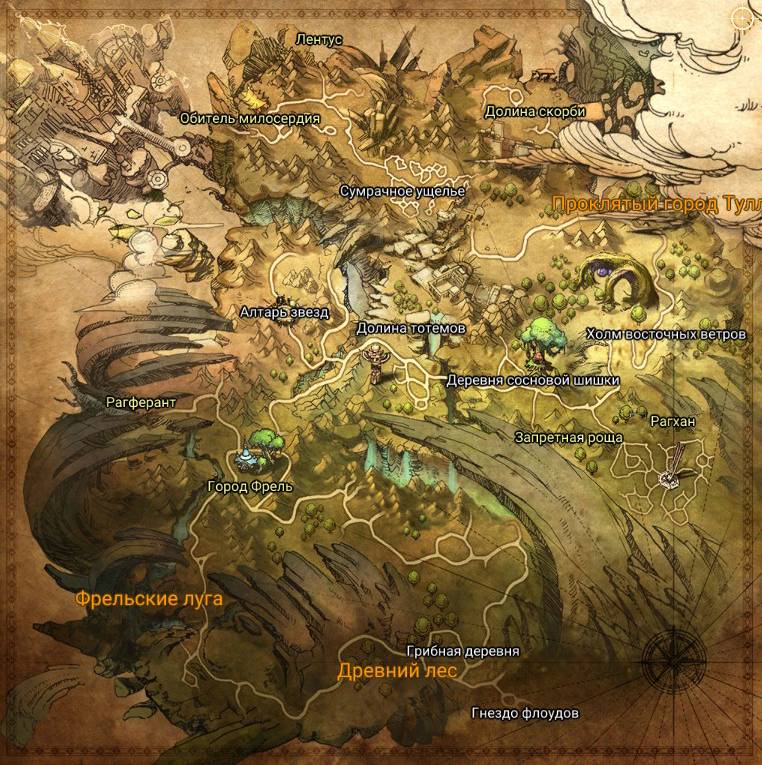 Лентус
Обитель милосердия
Долина скорби
Сумрачное ущелье
Проклятый город Тулл
Алтарь звезд
Долина тотемов
Холм восточных ветров
Деревня сосновой шишки
Рагферант
Рагхан
Запретная роща
Город Фрель
Фрельские луга
Грибная деревня
Древний лес
Гнездо флоудов